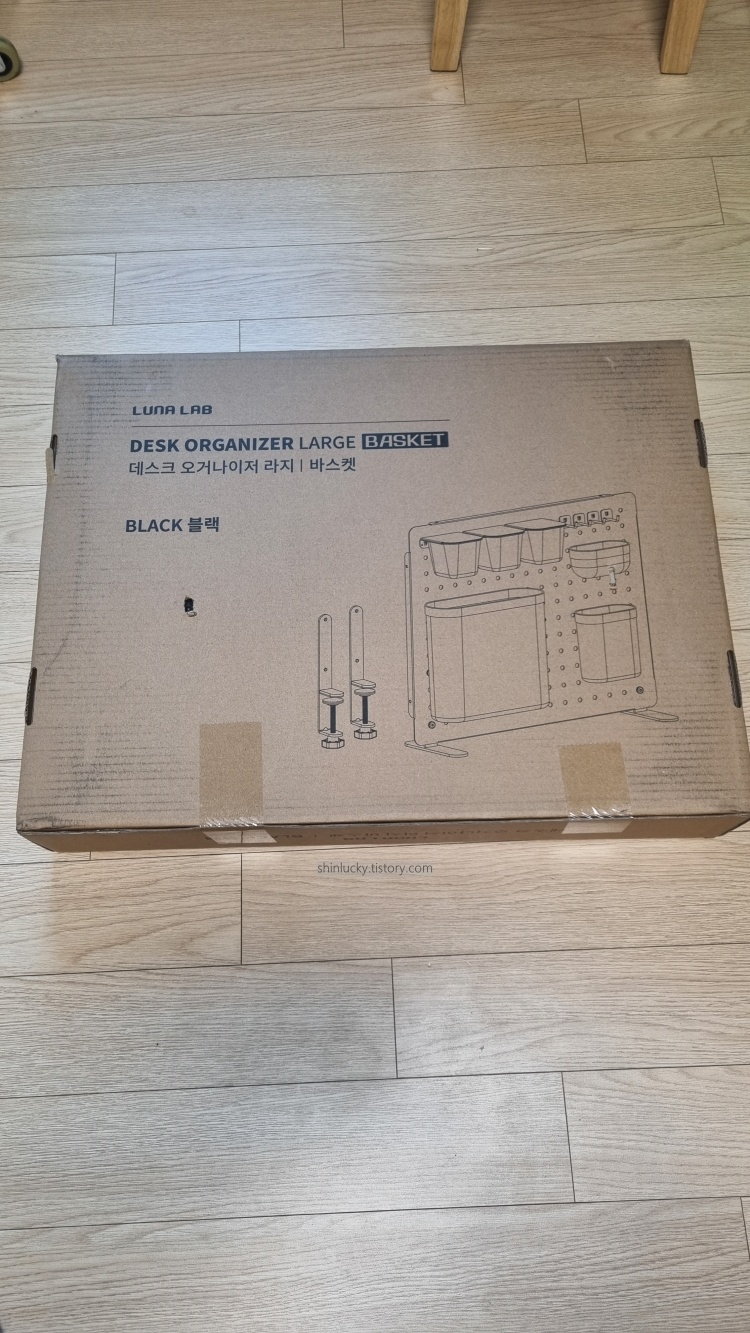 LUNA LAB
DESK ORGANIZER LARGE BASKET
데스크 오거나이저 라지 | 바스켓
BLACK 블랙
shinlucky.tistory.com